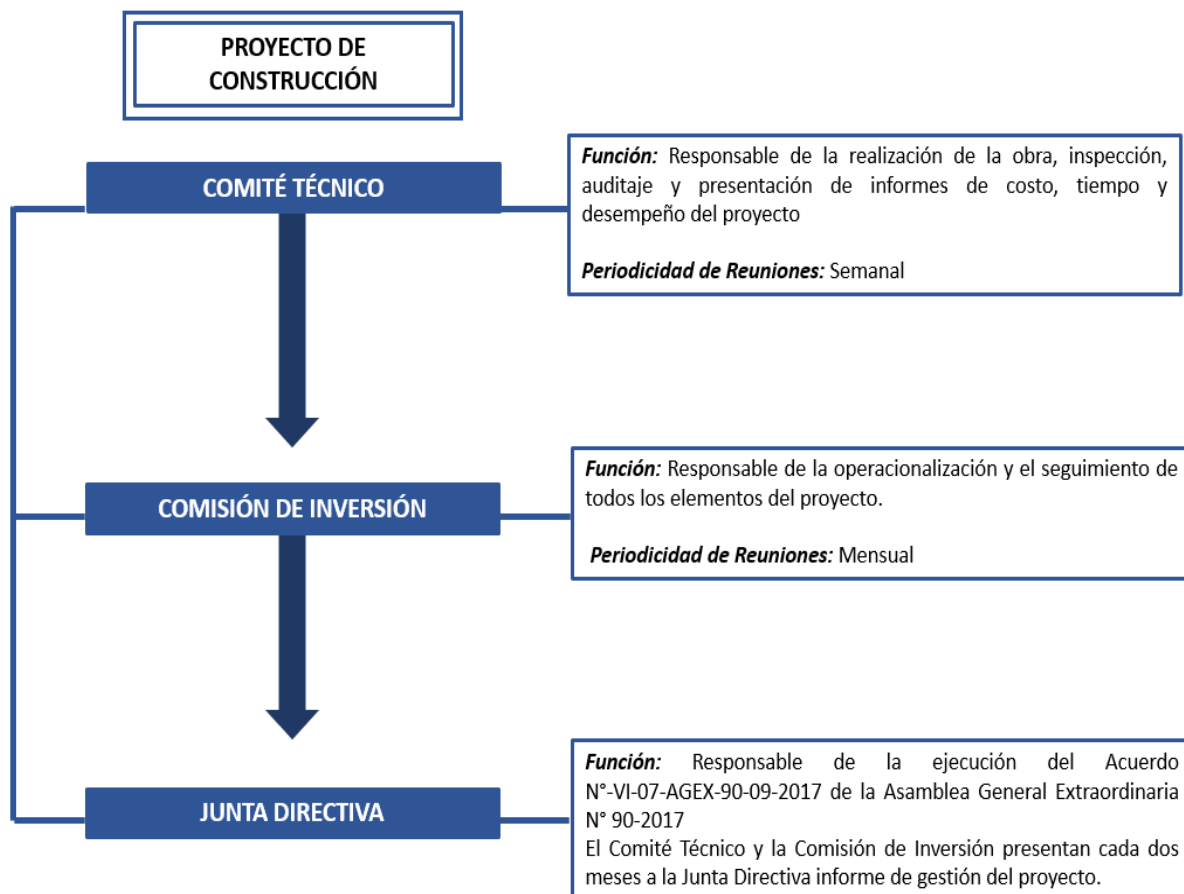 PROYECTO DE
CONSTRUCCIÓN
COMITÉ TÉCNICO
Función: Responsable de la realización de la obra, inspección,
auditaje y presentación de informes de costo, tiempo y
desempeño del proyecto
Periodicidad de Reuniones: Semanal
COMISIÓN DE INVERSIÓN
Función: Responsable de la operacionalización y el seguimiento de
todos los elementos del proyecto.
Periodicidad de Reuniones: Mensual
JUNTA DIRECTIVA
Función: Responsable de la ejecución del Acuerdo
N°-VI-07-AGEX-90-09-2017 de la Asamblea General Extraordinaria
N° 90-2017
El Comité Técnico y la Comisión de Inversión presentan cada dos
meses a la Junta Directiva informe de gestión del proyecto.